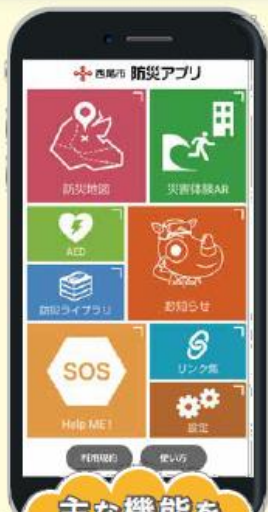 西尾市 防災アプリ
防災地図
災害体験AR
AED
防災ライブラリ
お知らせ
SOS
Help ME!
リンク集
設定
利用規約
使い方
主な機能を